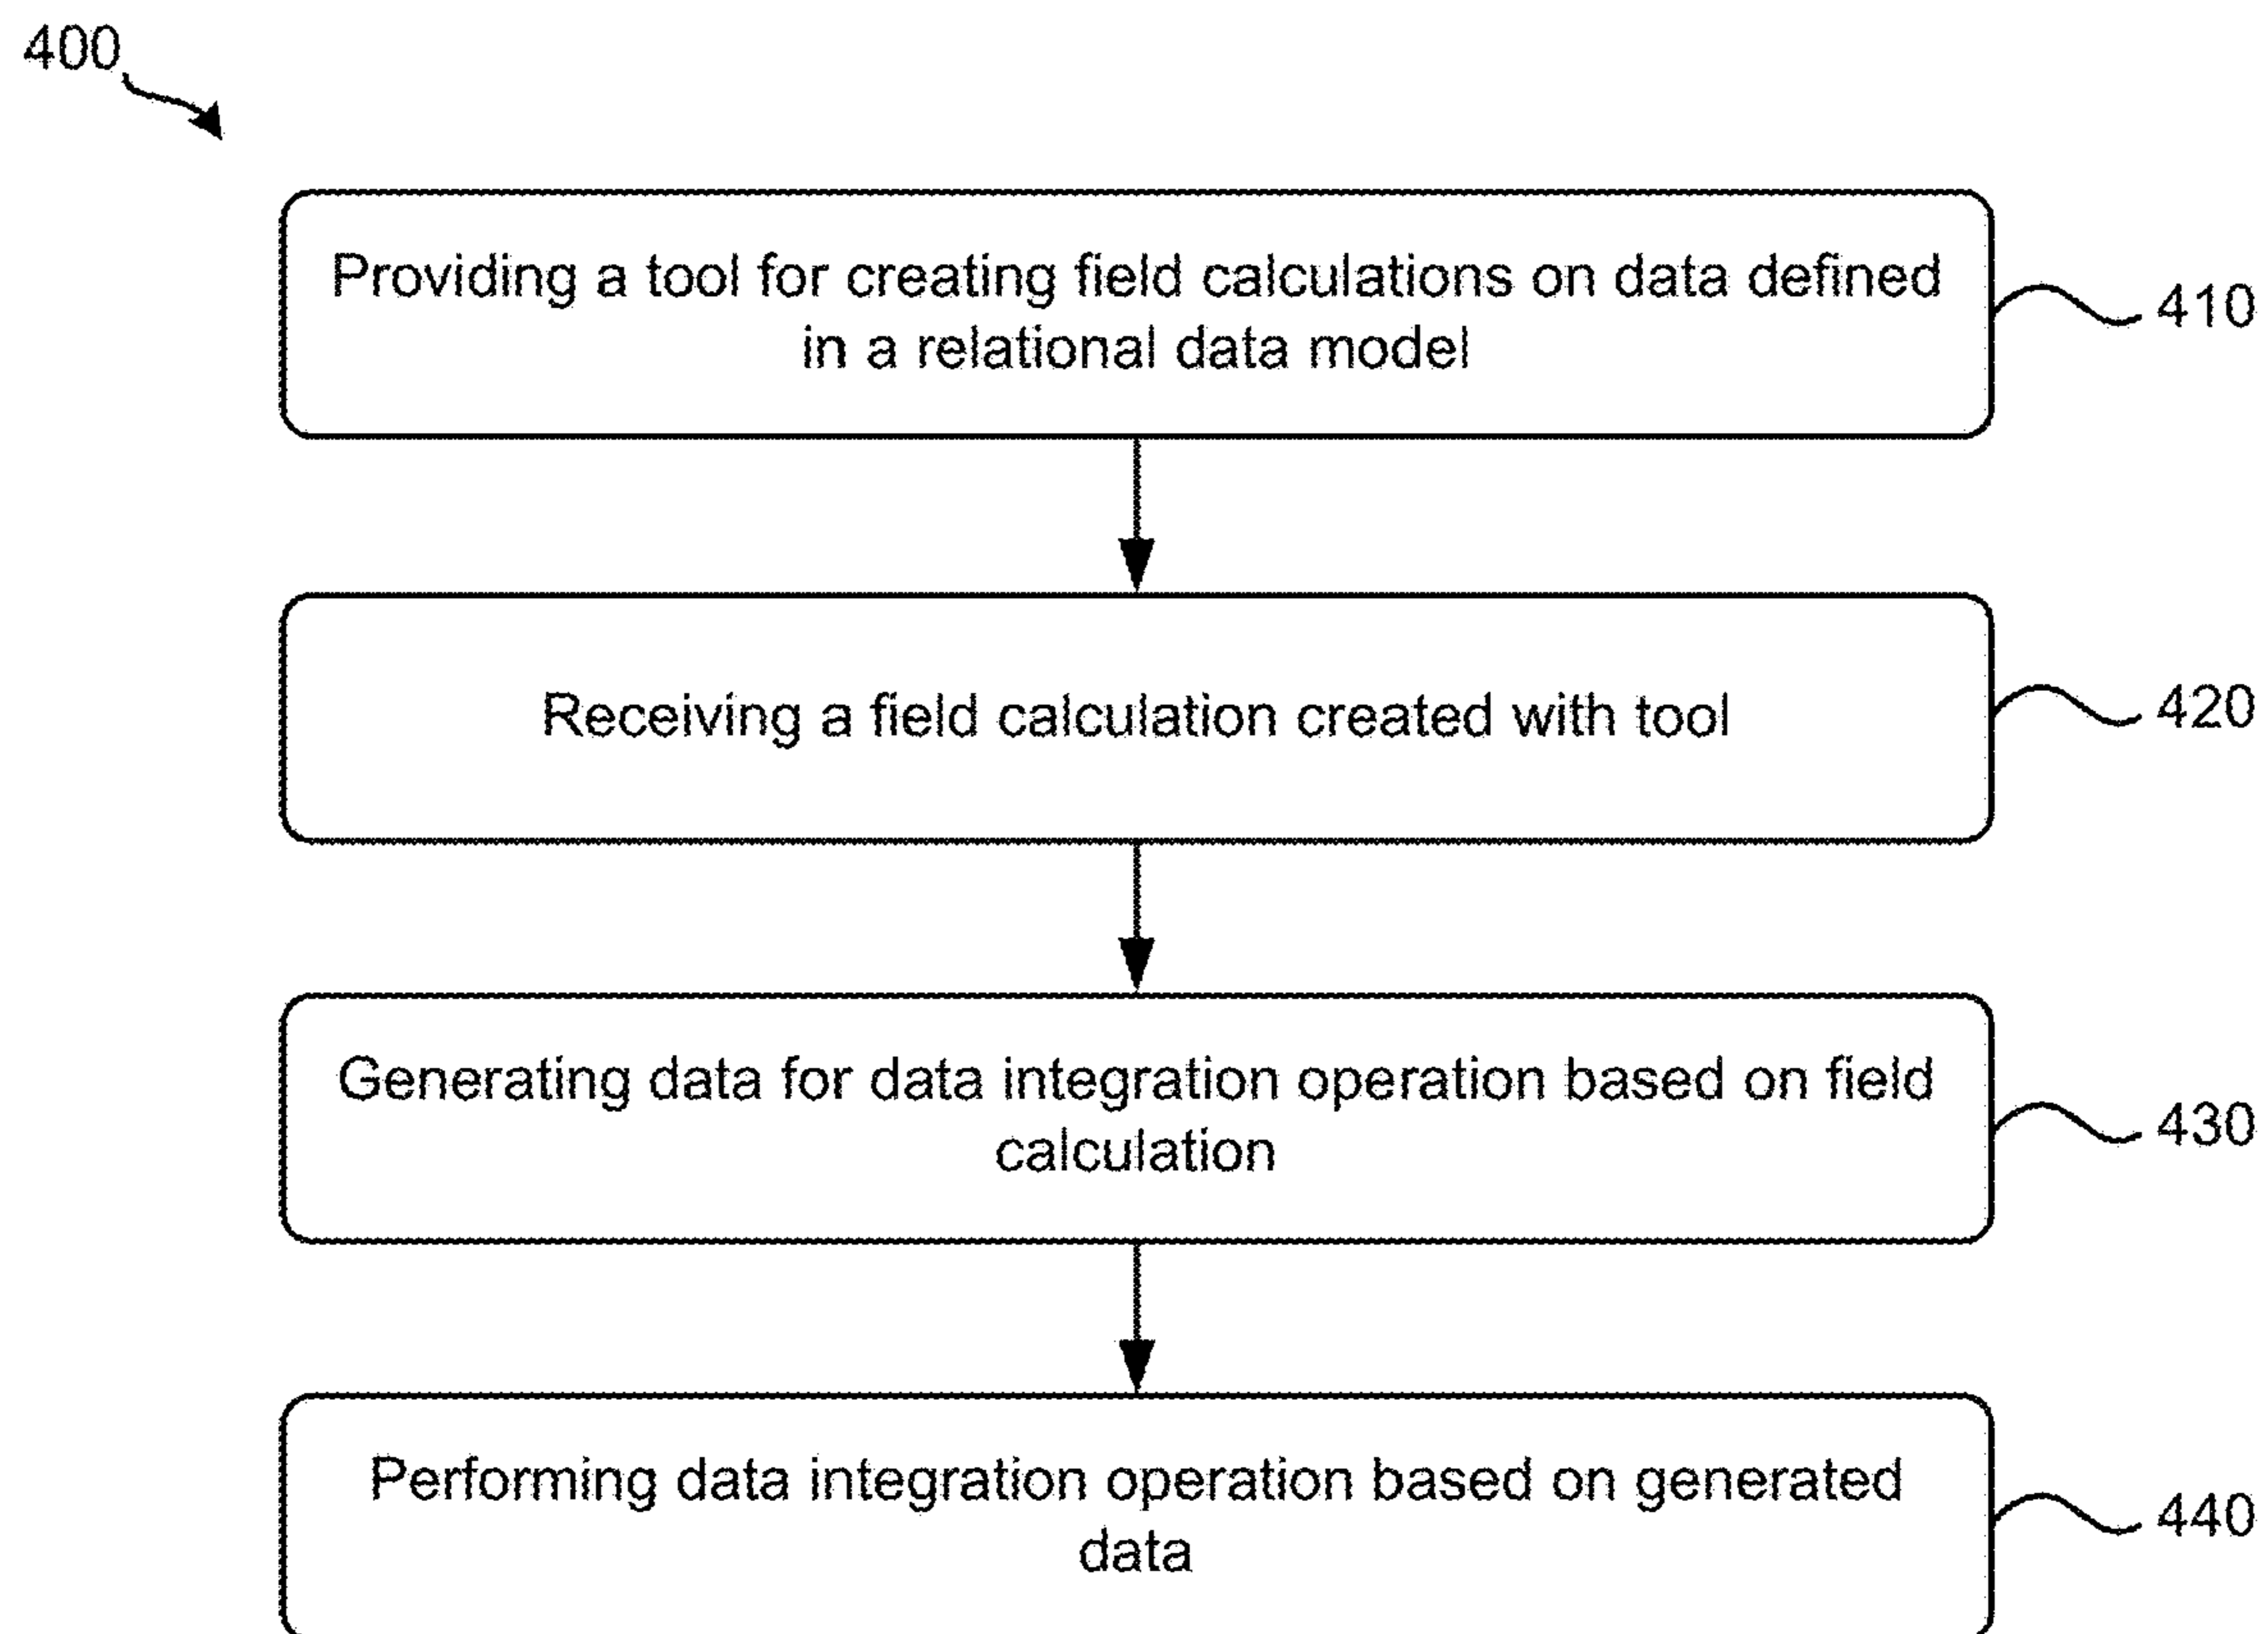 400
Providing a tool for creating field calculations on data defined
in a relational data model
410
Receiving a field calculation created with tool
420
Generating data for data integration operation based on field
calculation
430
Performing data integration operation based on generated
data
440